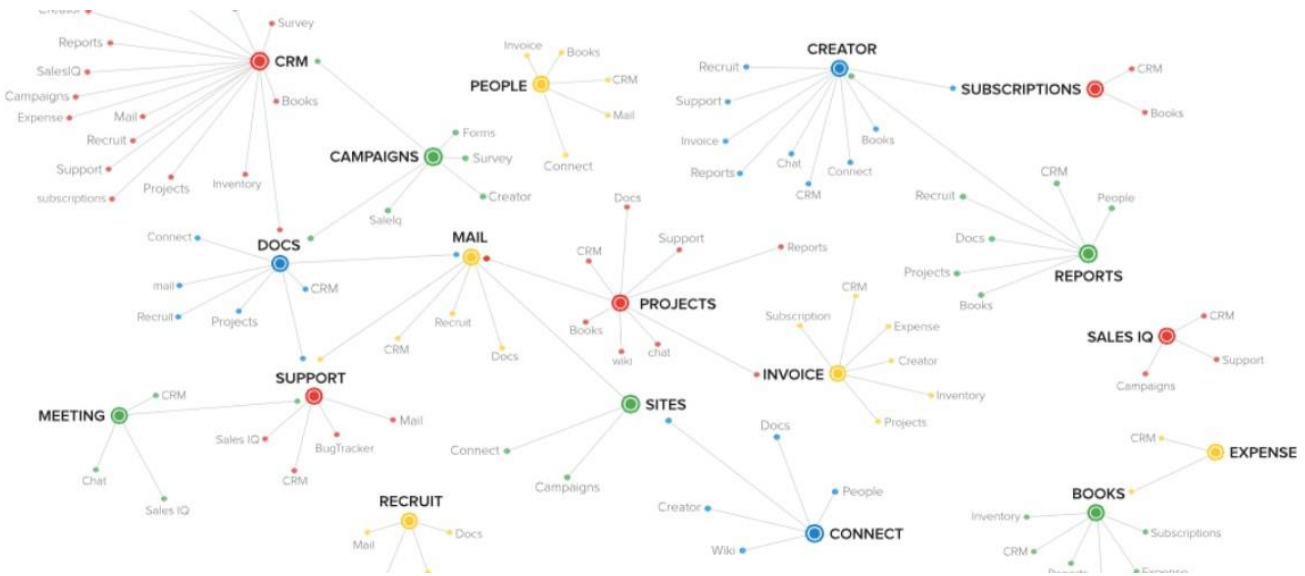 Creator
Survey
Reports
CRM
SalesIQ
Campaigns
Books
Expense
Mail
Recruit
Support
Projects
Inventory
subscriptions
Invoice
Books
PEOPLE
CRM
Mail
Connect
CREATOR
Recruit
Support
Invoice
Reports
Chat
CRM
Connect
Books
SUBSCRIPTIONS
CRM
Books
CAMPAIGNS
Forms
Survey
Creator
SaleIq
DOCS
Connect
mail
Recruit
Projects
CRM
MAIL
CRM
Recruit
Docs
PROJECTS
Docs
CRM
Support
Reports
Books
wiki
chat
REPORTS
CRM
People
Recruit
Docs
Projects
Books
INVOICE
CRM
Subscription
Expense
Creator
Inventory
Projects
SALES IQ
CRM
Support
Campaigns
SUPPORT
Mail
Sales IQ
BugTracker
CRM
MEETING
CRM
Chat
Sales IQ
SITES
Connect
Campaigns
CONNECT
Docs
People
Creator
Wiki
EXPENSE
CRM
RECRUIT
Mail
Docs
BOOKS
Inventory
Subscriptions
CRM
Reports
Expense